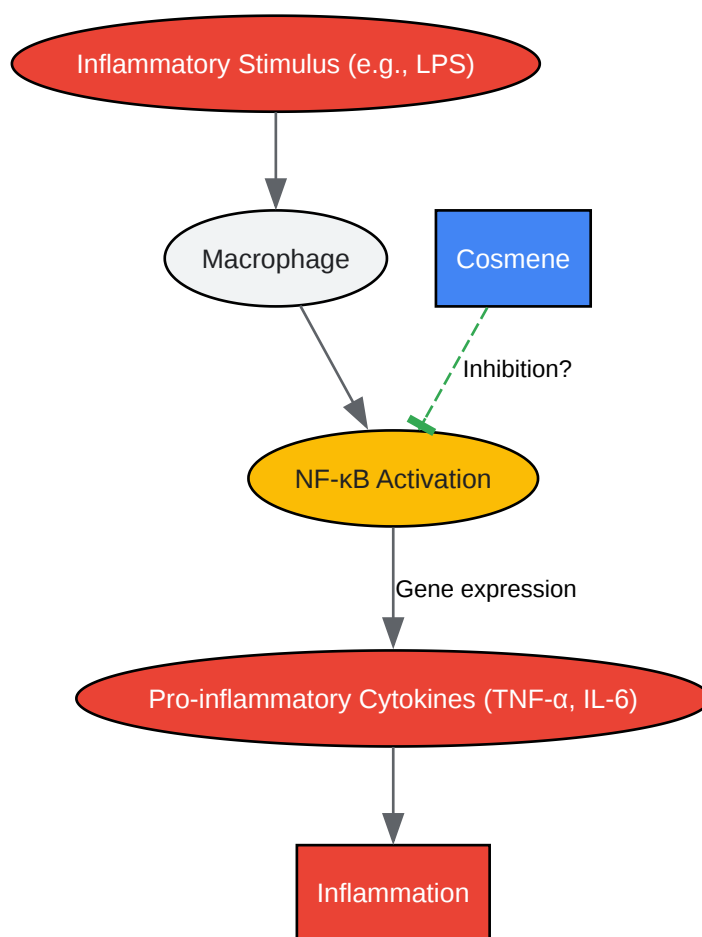 Inflammatory Stimulus (e.g., LPS)
Macrophage
Cosmene
Inhibition?
NF-κB Activation
Gene expression
Pro-inflammatory Cytokines (TNF-α, IL-6)
Inflammation